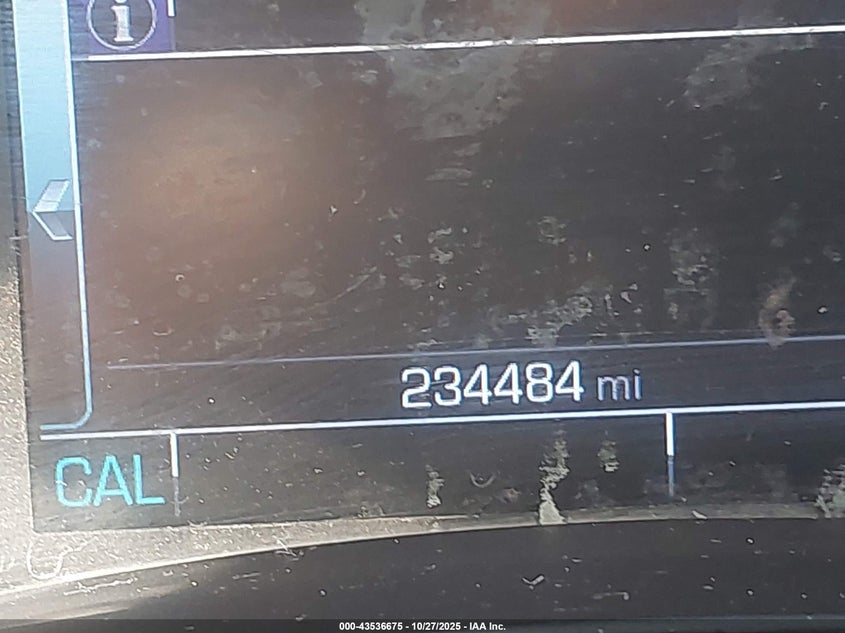 i
234484 mi
CAL
000-43536675 - 10/27/2025 - IAA Inc.